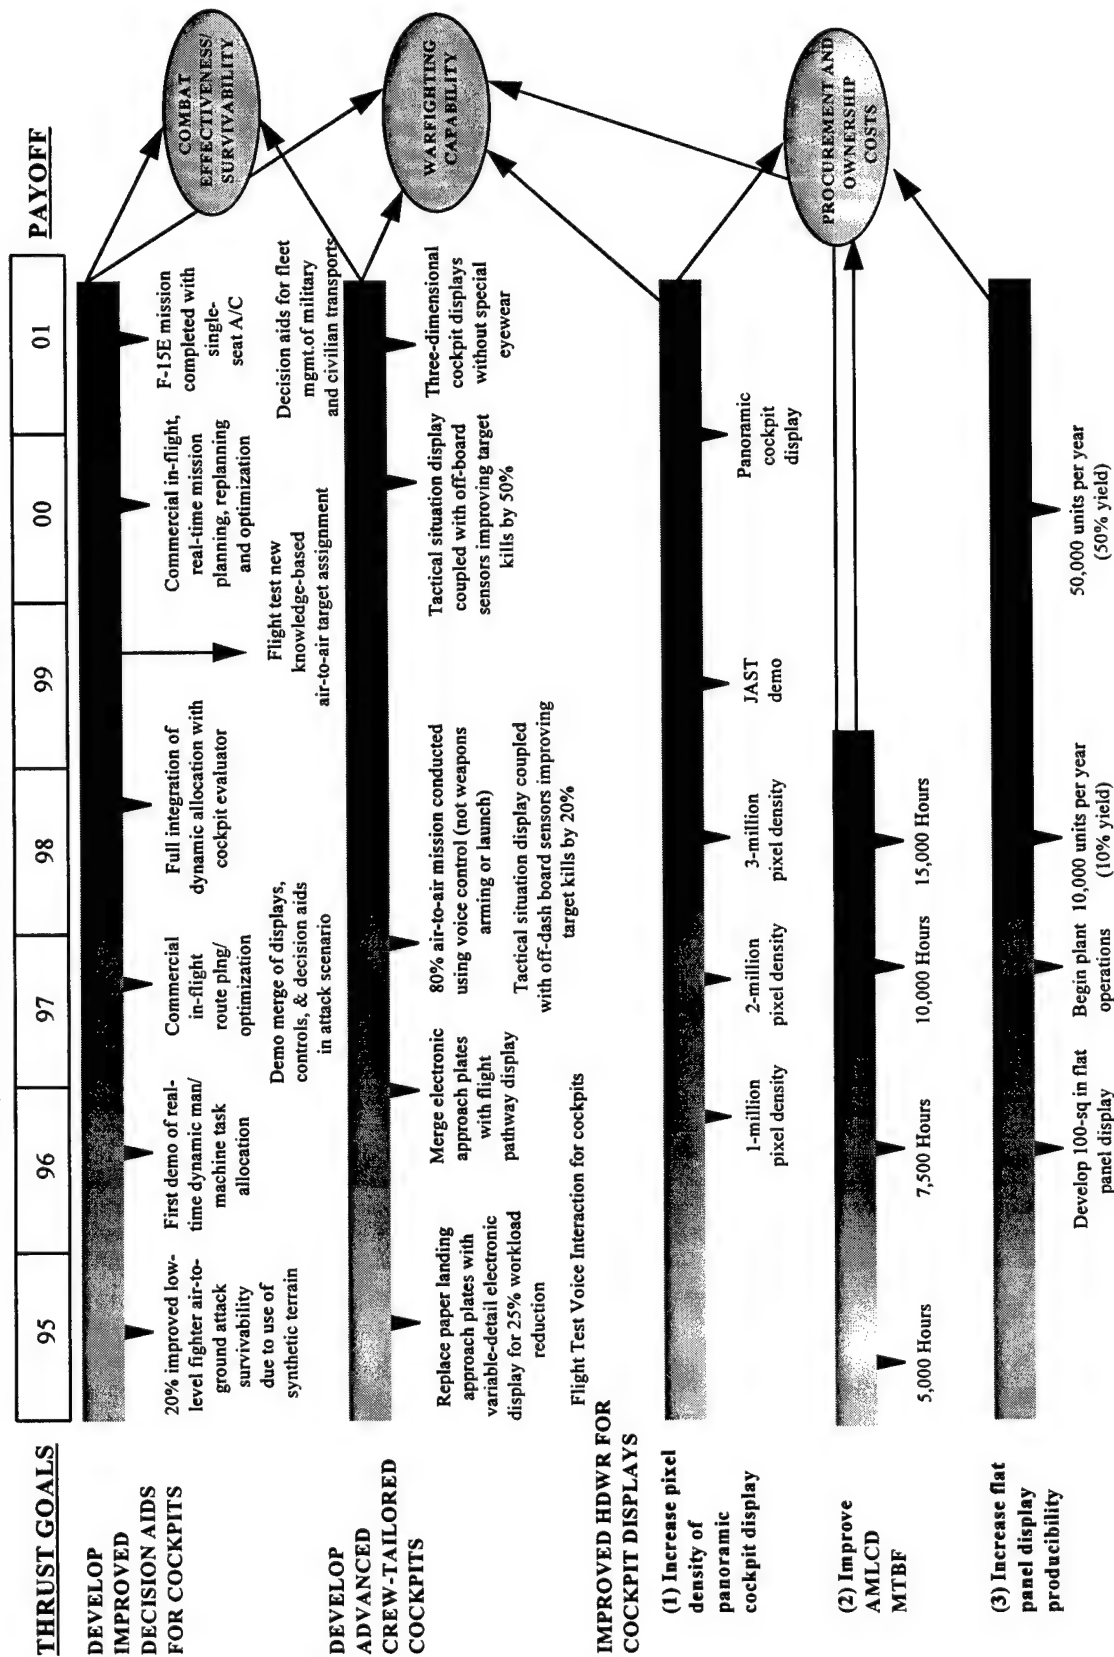 THRUST GOALS
95
96
97
98
99
00
01
PAYOFF
DEVELOP
IMPROVED
DECISION AIDS
FOR COCKPITS
20% improved low-
level fighter air-to-
ground attack
survivability
due to use of
synthetic terrain
First demo of real-
time dynamic man/
machine task
allocation
Commercial
in-flight
route plng/
optimization
Demo merge of displays,
controls, & decision aids
in attack scenario
Full integration of
dynamic allocation with
cockpit evaluator
Flight test new
knowledge-based
air-to-air target assignment
Commercial in-flight,
real-time mission
planning, replanning
and optimization
F-15E mission
completed with
single-
seat A/C
Decision aids for fleet
mgmt.of military
and civilian transports
COMBAT
EFFECTIVENESS/
SURVIVABILITY
DEVELOP
ADVANCED
CREW-TAILORED
COCKPITS
Replace paper landing
approach plates with
variable-detail electronic
display for 25% workload
reduction
Flight Test Voice Interaction for cockpits
Merge electronic
approach plates
with flight
pathway display
80% air-to-air mission conducted
using voice control (not weapons
arming or launch)
Tactical situation display coupled
with off-dash board sensors improving
target kills by 20%
Tactical situation display
coupled with off-board
sensors improving target
kills by 50%
Three-dimensional
cockpit displays
without special
eyewear
WARFIGHTING
CAPABILITY
IMPROVED HDWR FOR
COCKPIT DISPLAYS
(1) Increase pixel
density of
panoramic
cockpit display
1-million
pixel density
2-million
pixel density
3-million
pixel density
JAST
demo
Panoramic
cockpit
display
(2) Improve
AMLCD
MTBF
5,000 Hours
7,500 Hours
10,000 Hours
15,000 Hours
PROCUREMENT AND
OWNERSHIP
COSTS
(3) Increase flat
panel display
producibility
Develop 100-sq in flat
panel display
Begin plant
operations
10,000 units per year
(10% yield)
50,000 units per year
(50% yield)